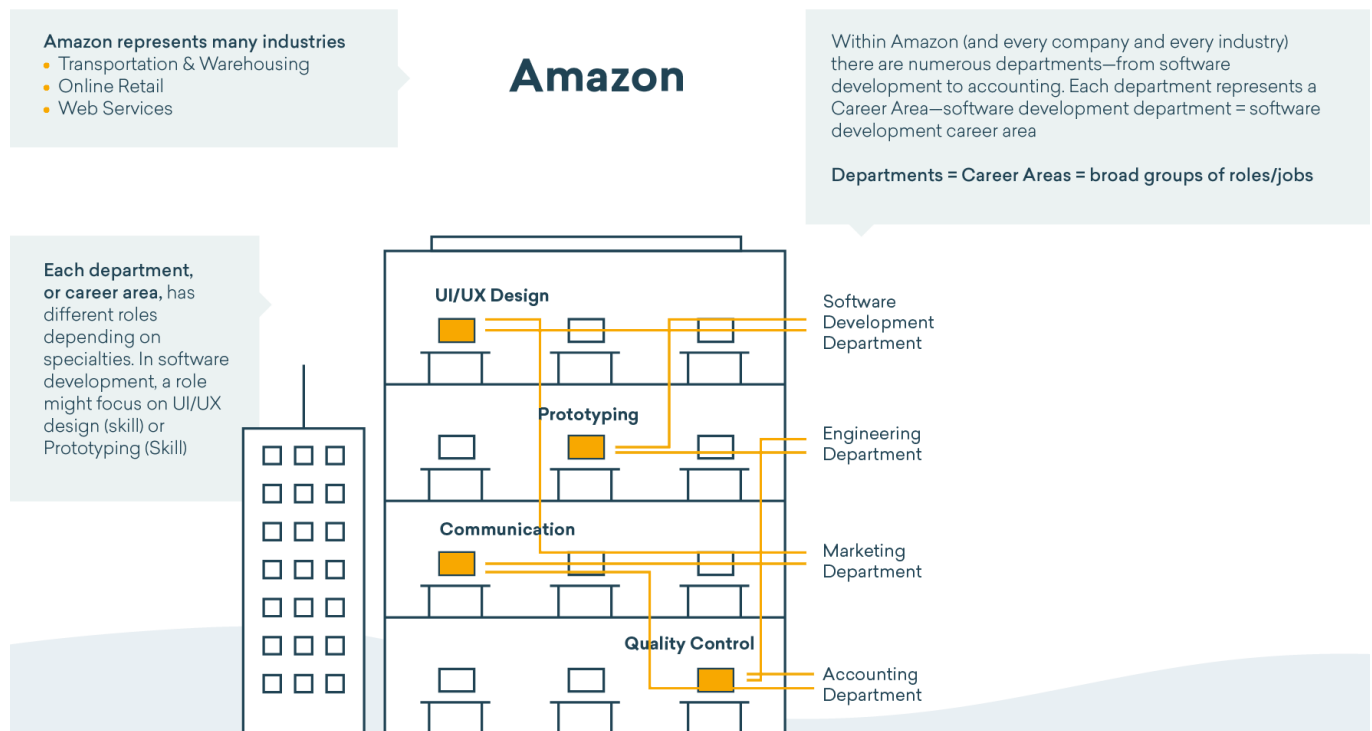 Amazon represents many industries
• Transportation & Warehousing
• Online Retail
• Web Services
Amazon
Within Amazon (and every company and every industry)
there are numerous departments—from software
development to accounting. Each department represents a
Career Area—software development department = software
development career area
Departments = Career Areas = broad groups of roles/jobs
Each department,
or career area, has
different roles
depending on
specialties. In software
development, a role
might focus on UI/UX
design (skill) or
Prototyping (Skill)
UI/UX Design
Software
Development
Department
Prototyping
Engineering
Department
Communication
Marketing
Department
Quality Control
Accounting
Department